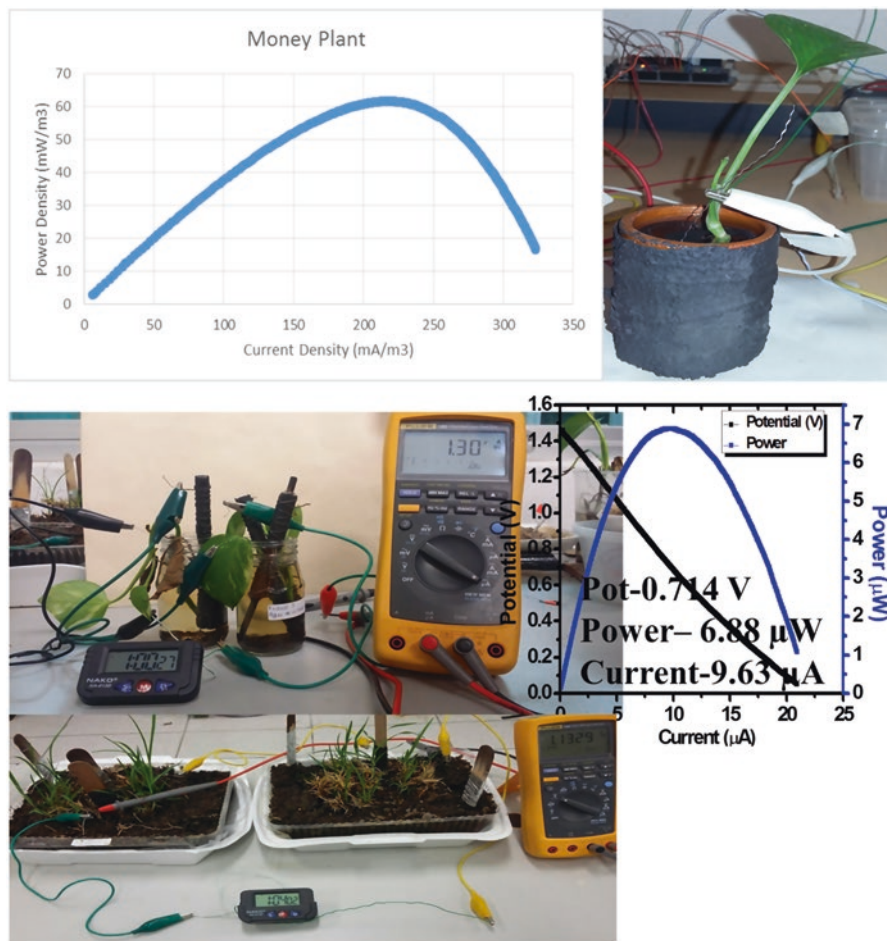 Money Plant
Power Density (mW/m3)
70
60
50
40
30
20
10
0
0 50 100 150 200 250 300 350
Current Density (mA/m3)
FLUKE
1.30
OFF
NAKO
Potential (V)
1.6
1.4
1.2
1.0
0.8
0.6
0.4
0.2
0.0
Potential (V)
Power
Pot-0.714 V
Power– 6.88 µW
Current-9.63 µA
7
6
5
4
3
2
1
0
Power (µW)
0 5 10 15 20 25
Current (µA)